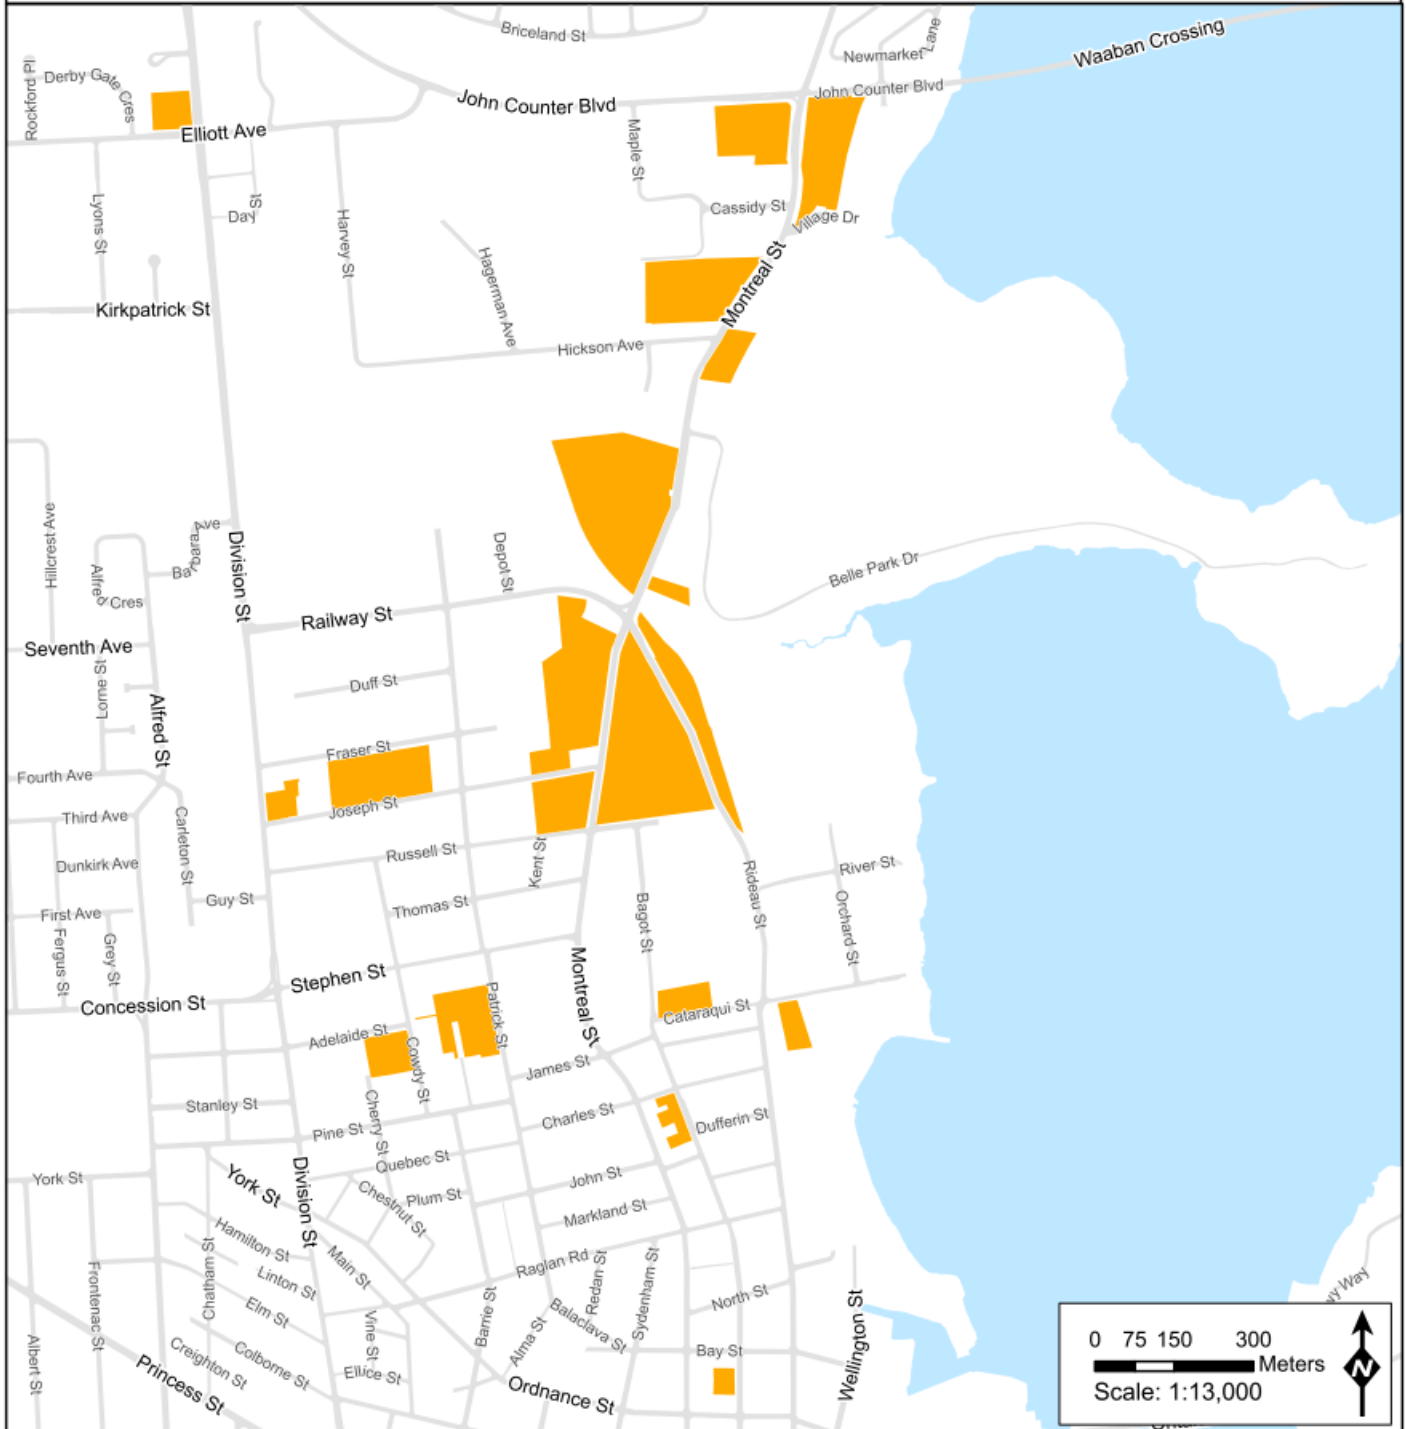 Briceland St
Newmarket Lane
Waaban Crossing
Rockford Pl
Derby Gate Cres
John Counter Blvd
John Counter Blvd
Elliott Ave
Maple St
Lyons St
Day St
Harvey St
Cassidy St
Village Dr
Hagerman Ave
Montreal St
Kirkpatrick St
Hickson Ave
Hillcrest Ave
Barbara Ave
Division St
Depot St
Alfred Cres
Belle Park Dr
Railway St
Seventh Ave
Lorne St
Duff St
Alfred St
Fraser St
Fourth Ave
Joseph St
Third Ave
Carleton St
Dunkirk Ave
Russell St
Kent St
River St
Rideau St
Guy St
Thomas St
Bagot St
Orchard St
First Ave
Fergus St
Grey St
Stephen St
Montreal St
Concession St
Patrick St
Cataraqui St
Adelaide St
Cowdy St
James St
Stanley St
Cherry St
Charles St
Dufferin St
Pine St
Quebec St
York St
York St
Division St
Chestnut St
Plum St
John St
Markland St
Hamilton St
Chatham St
Main St
Raglan Rd
Redan St
Sydenham St
Linton St
Frontenac St
Elm St
Vine St
Barrie St
Balaclava St
North St
Wellington St
Albert St
Creighton St
Colborne St
Ellice St
Alma St
Bay St
Princess St
Ordnance St
0 75 150 300
Meters
Scale: 1:13,000
N